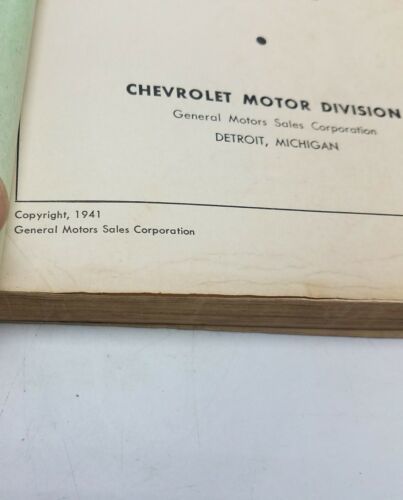 CHEVROLET MOTOR DIVISION
General Motors Sales Corporation
DETROIT, MICHIGAN
Copyright, 1941
General Motors Sales Corporation